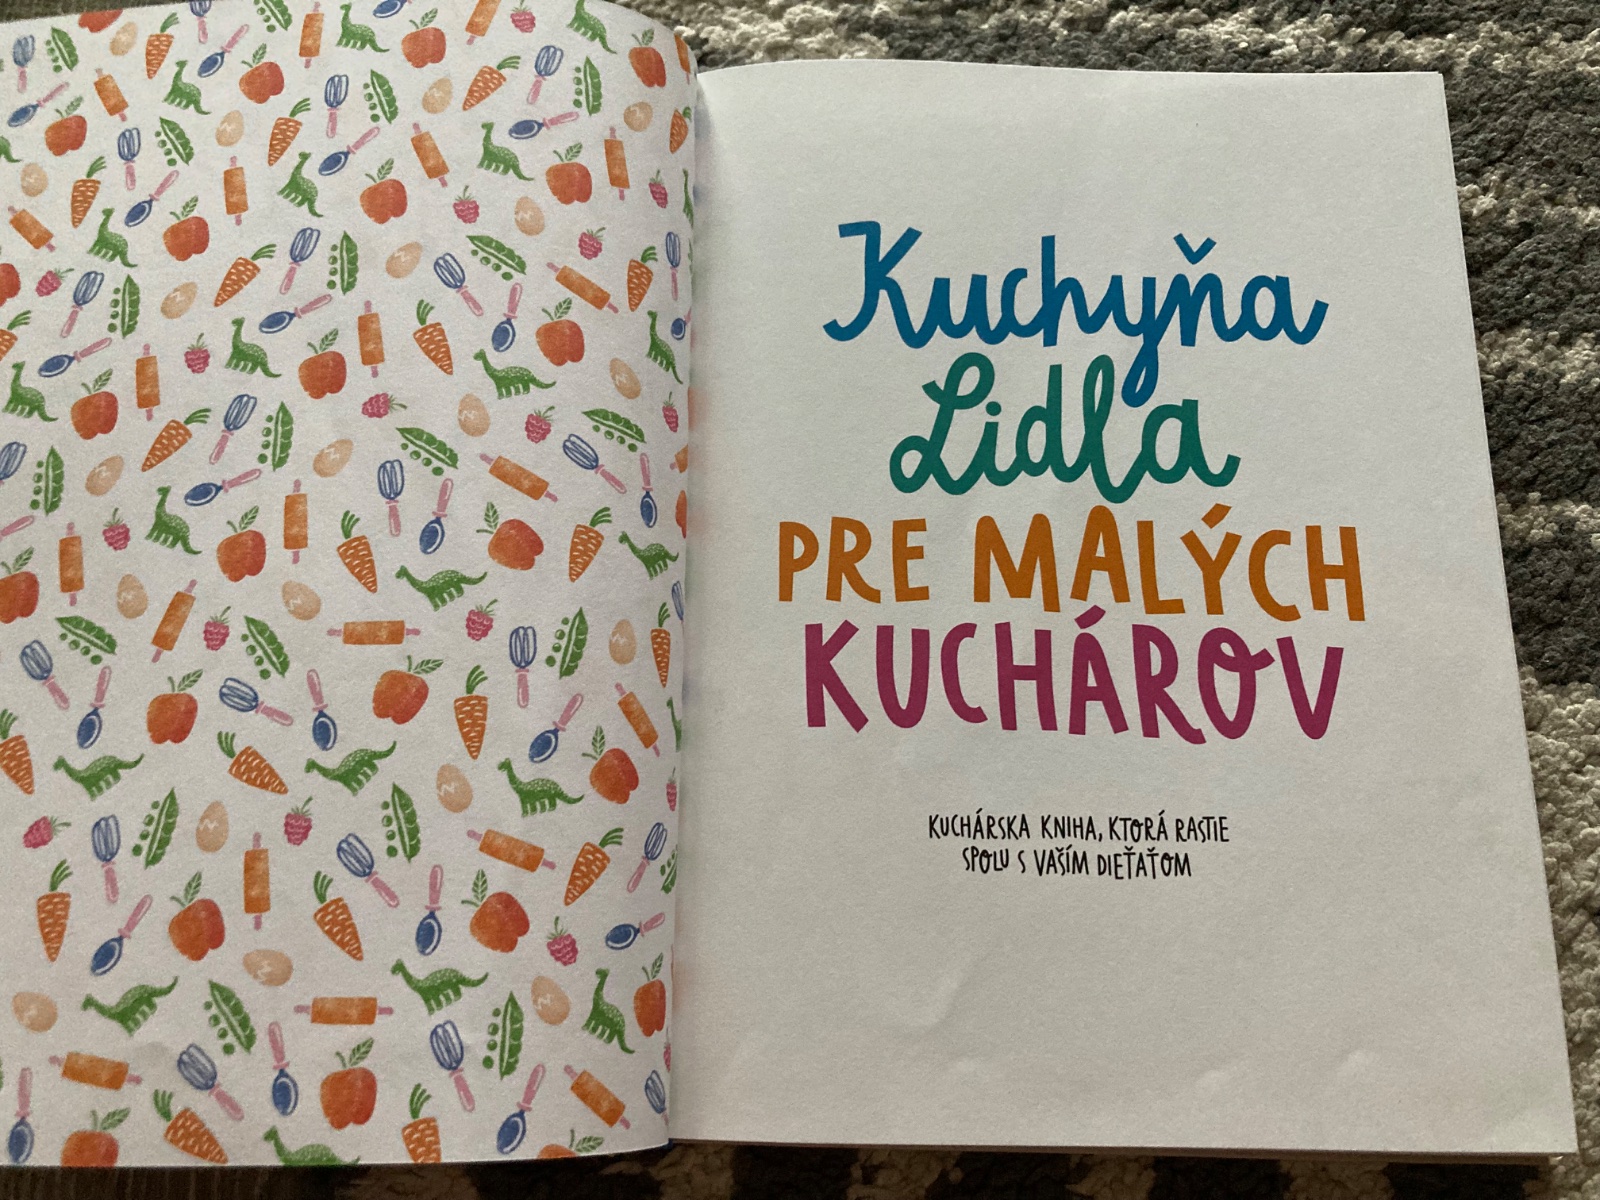 Kuchyňa
Lidla
PRE MALÝCH
KUCHÁROV
KUCHÁRSKA KNIHA, KTORÁ RASTIE
SPOLU S VAŠÍM DIEŤAŤOM